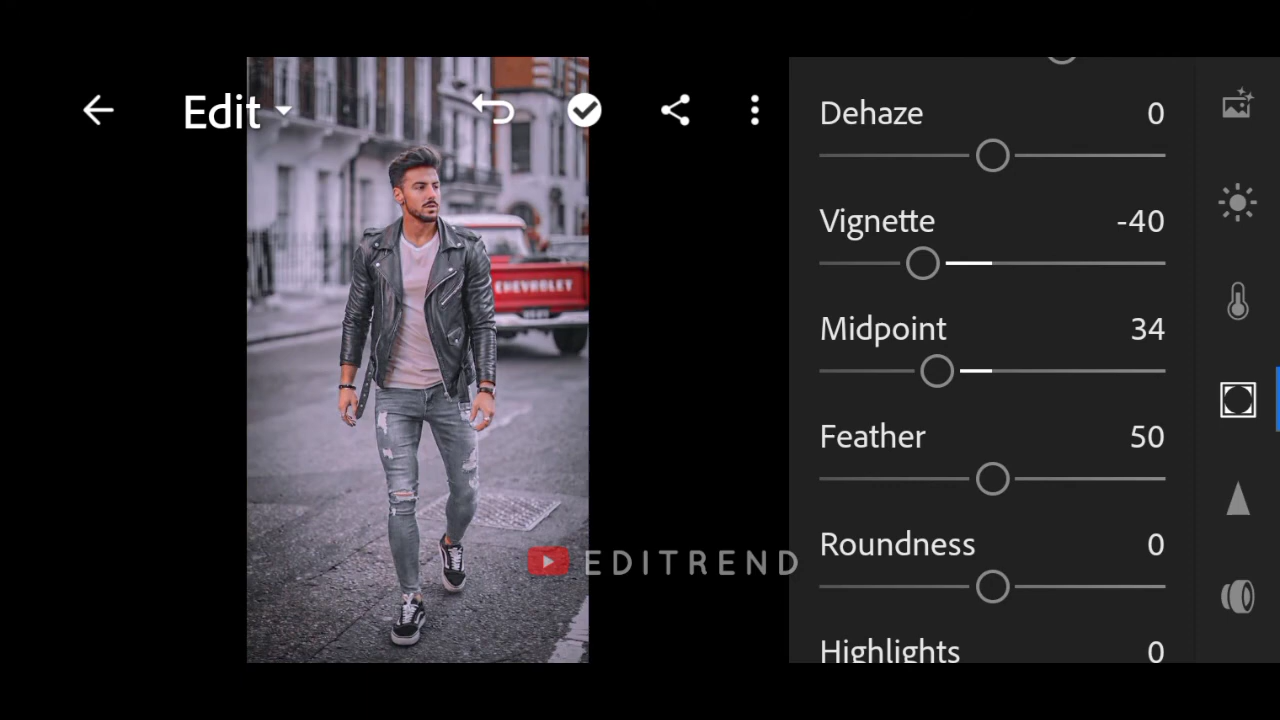 Edit
Dehaze 0
Vignette -40
Midpoint 34
Feather 50
Roundness 0
Highlights 0
CHEVROLET
EDITREND